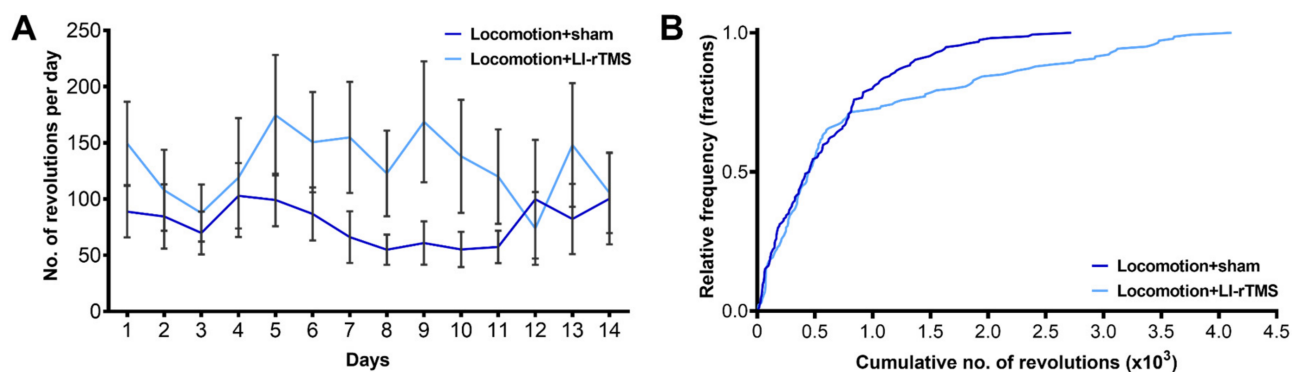 A
No. of revolutions per day
250
200
150
100
50
0
Locomotion+sham
Locomotion+LI-rTMS
1 2 3 4 5 6 7 8 9 10 11 12 13 14
Days
B
Relative frequency (fractions)
1.0
0.5
0.0
Locomotion+sham
Locomotion+LI-rTMS
0 0.5 1.0 1.5 2.0 2.5 3.0 3.5 4.0 4.5
Cumulative no. of revolutions (x10³)